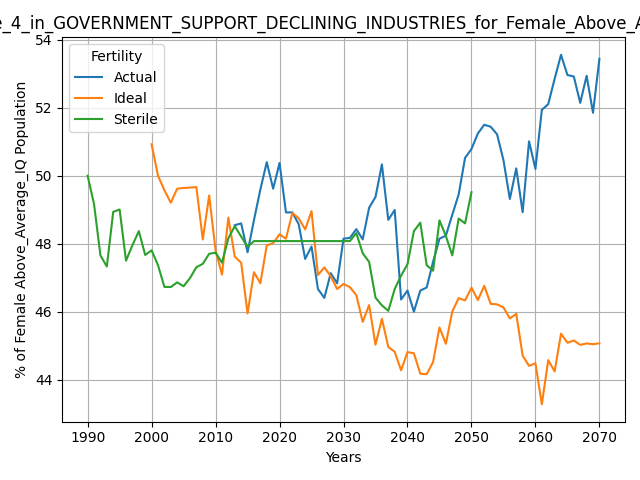 e_4_in_GOVERNMENT_SUPPORT_DECLINING_INDUSTRIES_for_Female_Above_A
Fertility
Actual
Ideal
Sterile
% of Female Above_Average_IQ Population
54
52
50
48
46
44
1990
2000
2010
2020
2030
2040
2050
2060
2070
Years